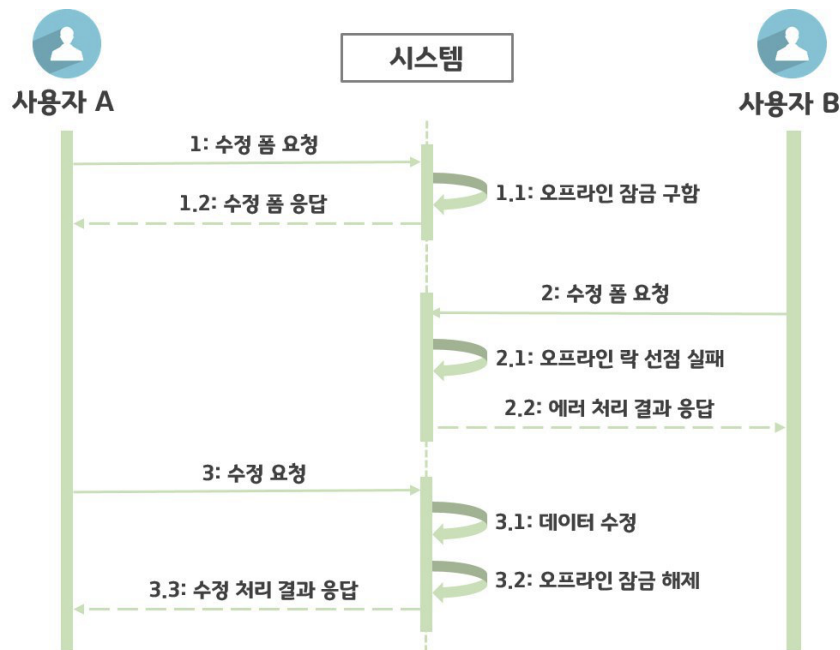 시스템
사용자 A
사용자 B
1: 수정 폼 요청
1.1: 오프라인 잠금 구함
1.2: 수정 폼 응답
2: 수정 폼 요청
2.1: 오프라인 락 선점 실패
2.2: 에러 처리 결과 응답
3: 수정 요청
3.1: 데이터 수정
3.2: 오프라인 잠금 해제
3.3: 수정 처리 결과 응답